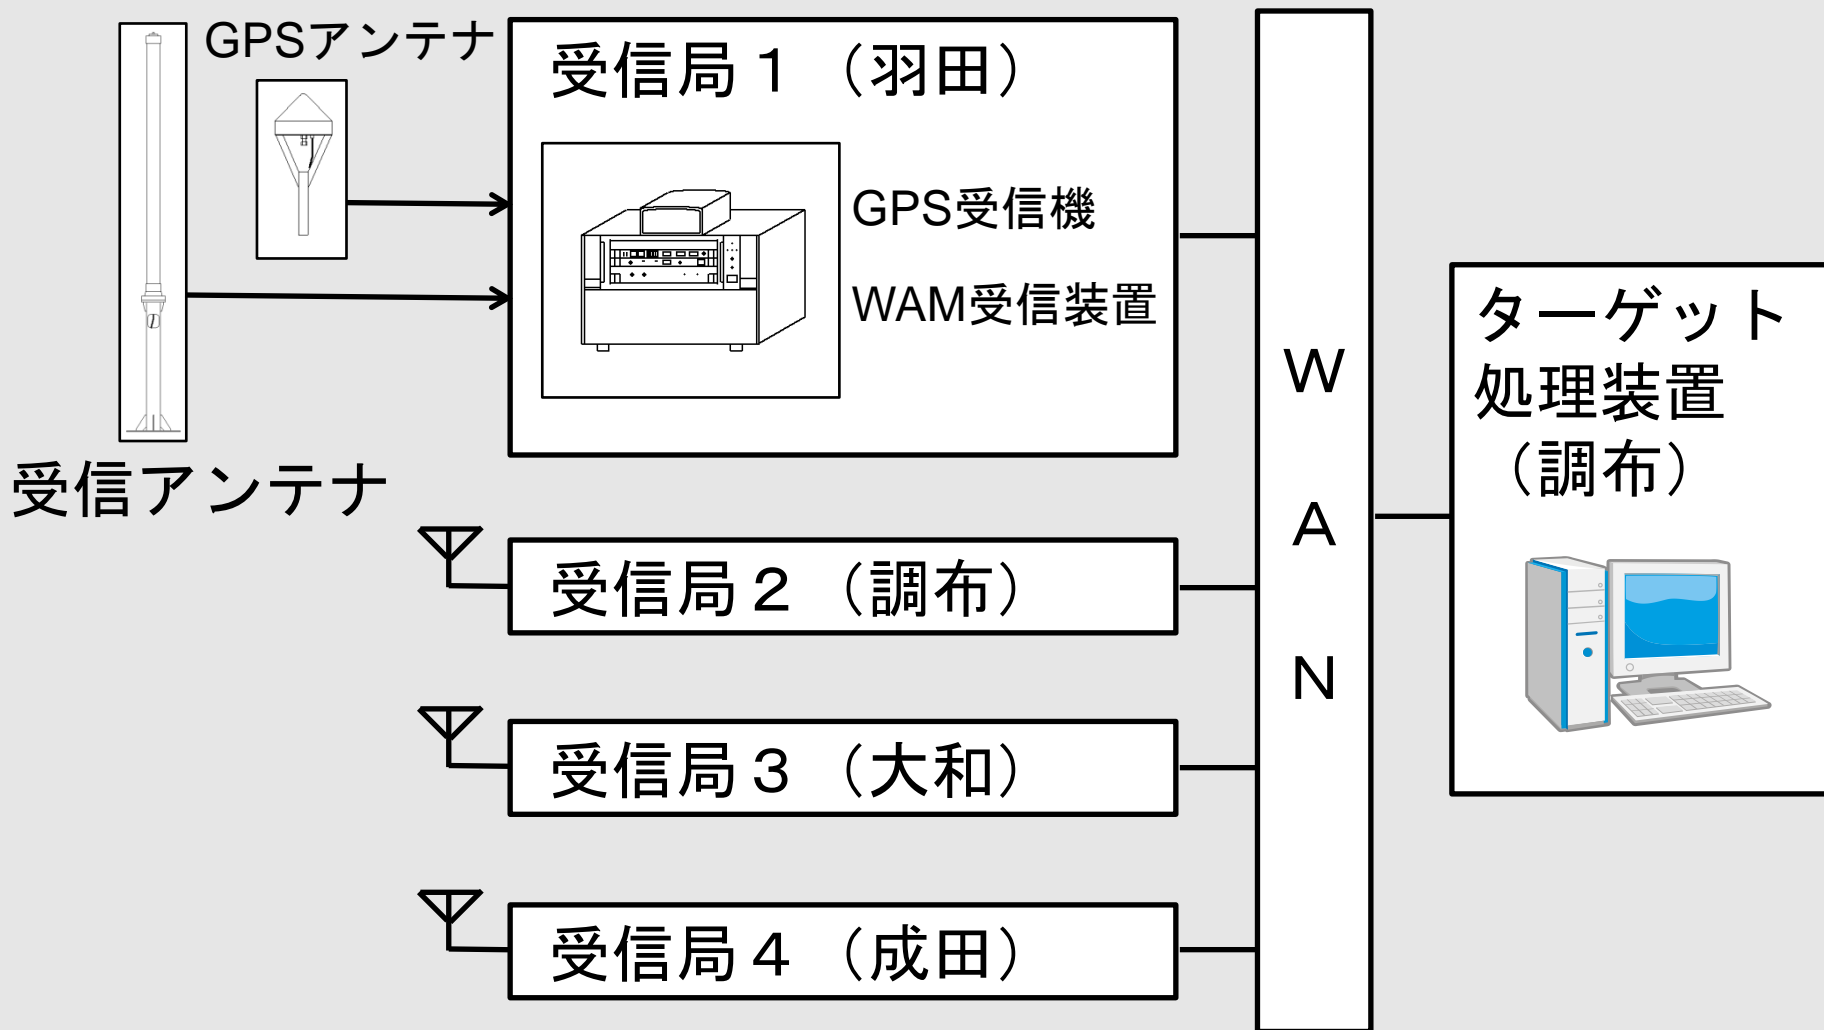 GPSアンテナ
受信局１（羽田）
GPS受信機
WAM受信装置
受信アンテナ
受信局２（調布）
受信局３（大和）
受信局４（成田）
Ｗ
Ａ
Ｎ
ターゲット
処理装置
（調布）